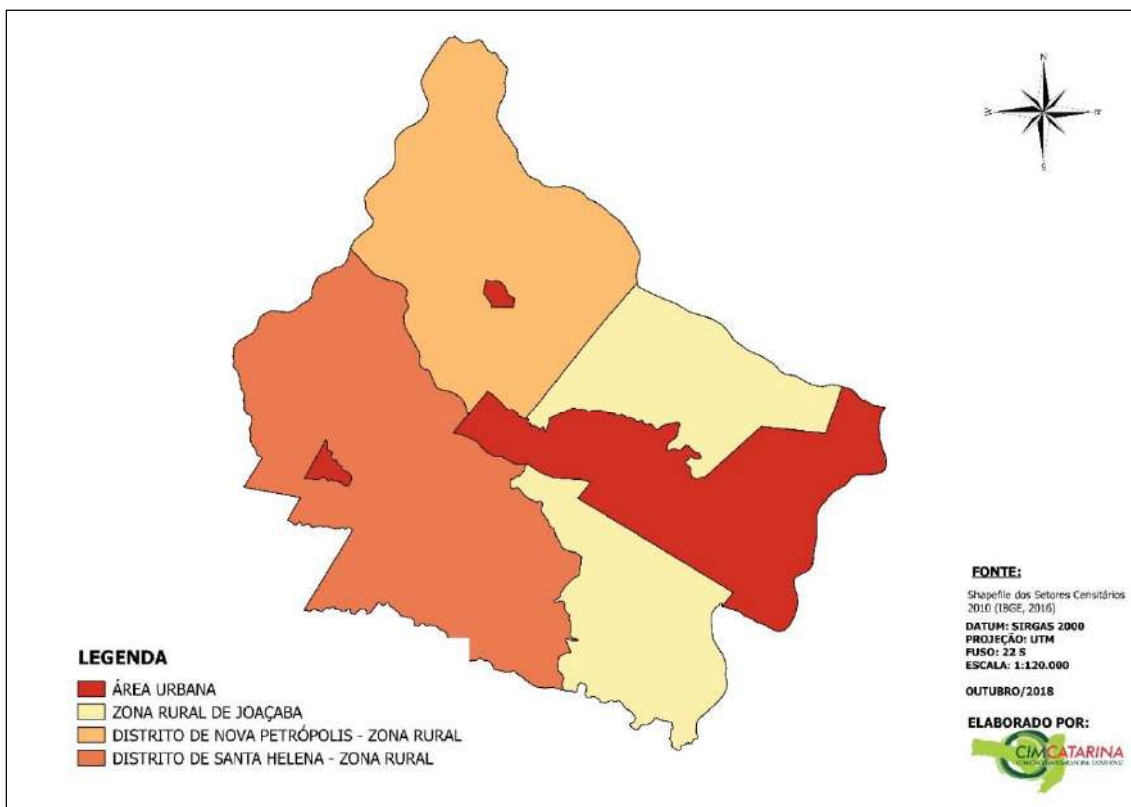 N
S
LEGENDA
ÁREA URBANA
ZONA RURAL DE JOAÇABA
DISTRITO DE NOVA PETRÓPOLIS - ZONA RURAL
DISTRITO DE SANTA HELENA - ZONA RURAL
FONTE:
Shapefile dos Setores Censitários
2010 (IBGE, 2016)
DATUM: SIRGAS 2000
PROJEÇÃO: UTM
FUSO: 22 S
ESCALA: 1:120.000
OUTUBRO/2018
ELABORADO POR:
CIMCATARINA